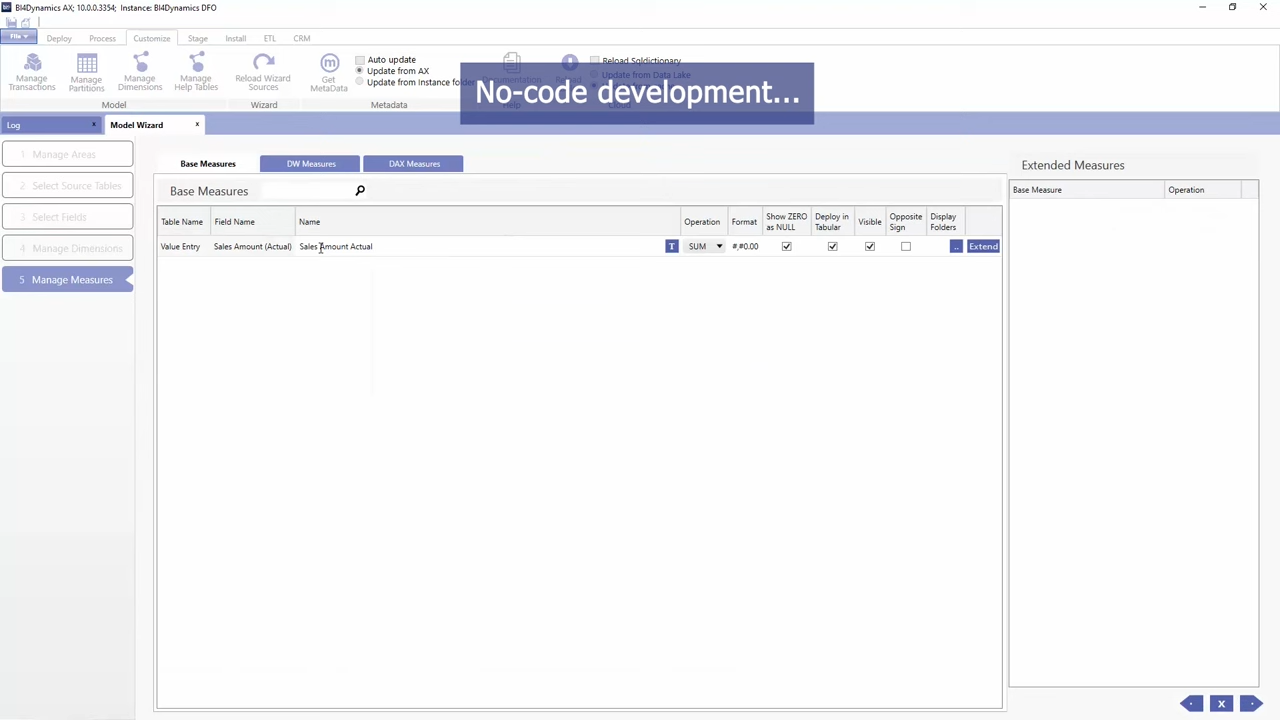 BI4Dynamics AX; 10.0.0.3354; Instance: BI4Dynamics DFO
File
Deploy
Process
Customize
Stage
Install
ETL
CRM
Manage Transactions
Manage Partitions
Manage Dimensions
Manage Help Tables
Reload Wizard Sources
Get MetaData
Auto update
Update from AX
Update from Instance folder
Reload Sqldictionary
Update from Data Lake
Model
Wizard
Metadata
No-code development...
Log x
Model Wizard x
1 Manage Areas
2 Select Source Tables
3 Select Fields
4 Manage Dimensions
5 Manage Measures
Base Measures
DW Measures
DAX Measures
Base Measures
Table Name
Field Name
Name
Operation
Format
Show ZERO as NULL
Deploy in Tabular
Visible
Opposite Sign
Display Folders
Value Entry
Sales Amount (Actual)
Sales Amount Actual
T
SUM
#,#0.00
..
Extend
Extended Measures
Base Measure
Operation
X